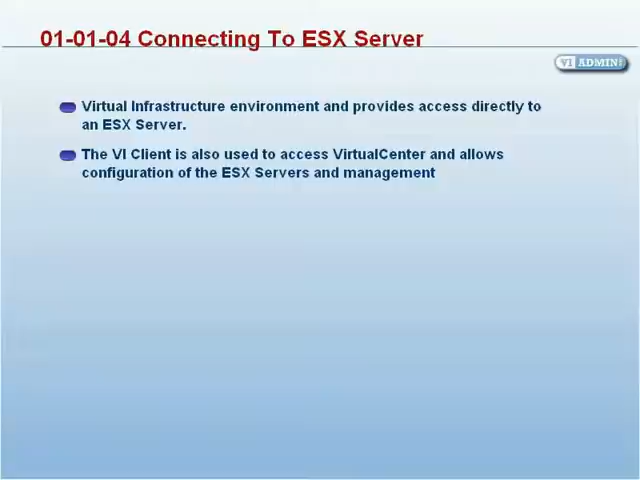 01-01-04 Connecting To ESX Server
VI ADMIN!
Virtual Infrastructure environment and provides access directly to
an ESX Server.
The VI Client is also used to access VirtualCenter and allows
configuration of the ESX Servers and management